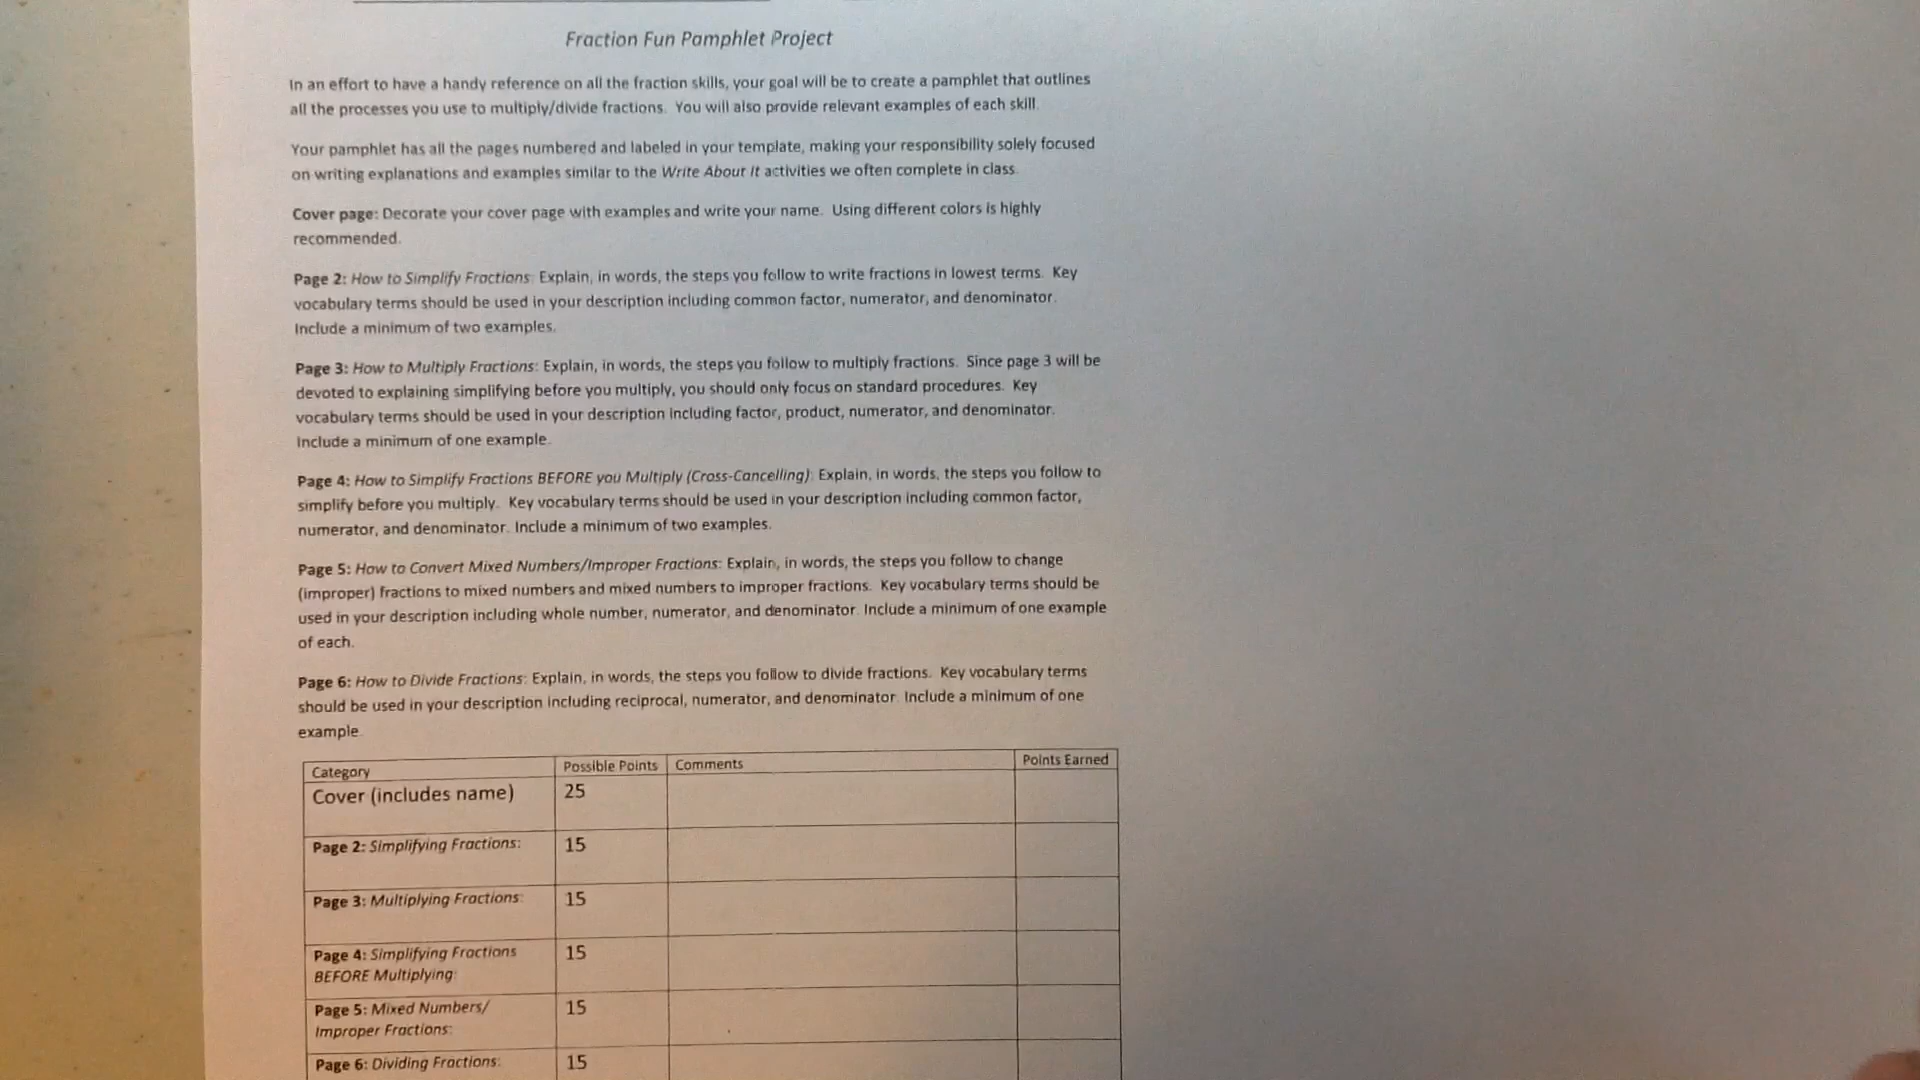 Fraction Fun Pamphlet Project
In an effort to have a handy reference on all the fraction skills, your goal will be to create a pamphlet that outlines
all the processes you use to multiply/divide fractions. You will also provide relevant examples of each skill.
Your pamphlet has all the pages numbered and labeled in your template, making your responsibility solely focused
on writing explanations and examples similar to the Write About It activities we often complete in class.
Cover page: Decorate your cover page with examples and write your name. Using different colors is highly
recommended.
Page 2: How to Simplify Fractions: Explain, in words, the steps you follow to write fractions in lowest terms. Key
vocabulary terms should be used in your description including common factor, numerator, and denominator.
Include a minimum of two examples.
Page 3: How to Multiply Fractions: Explain, in words, the steps you follow to multiply fractions. Since page 3 will be
devoted to explaining simplifying before you multiply, you should only focus on standard procedures. Key
vocabulary terms should be used in your description including factor, product, numerator, and denominator.
Include a minimum of one example.
Page 4: How to Simplify Fractions BEFORE you Multiply (Cross-Cancelling): Explain, in words, the steps you follow to
simplify before you multiply. Key vocabulary terms should be used in your description including common factor,
numerator, and denominator. Include a minimum of two examples.
Page 5: How to Convert Mixed Numbers/Improper Fractions: Explain, in words, the steps you follow to change
(improper) fractions to mixed numbers and mixed numbers to improper fractions. Key vocabulary terms should be
used in your description including whole number, numerator, and denominator. Include a minimum of one example
of each.
Page 6: How to Divide Fractions: Explain, in words, the steps you follow to divide fractions. Key vocabulary terms
should be used in your description including reciprocal, numerator, and denominator. Include a minimum of one
example.
Category Possible Points Comments Points Earned
Cover (includes name) 25
Page 2: Simplifying Fractions: 15
Page 3: Multiplying Fractions: 15
Page 4: Simplifying Fractions 15
BEFORE Multiplying:
Page 5: Mixed Numbers/ 15
Improper Fractions:
Page 6: Dividing Fractions: 15